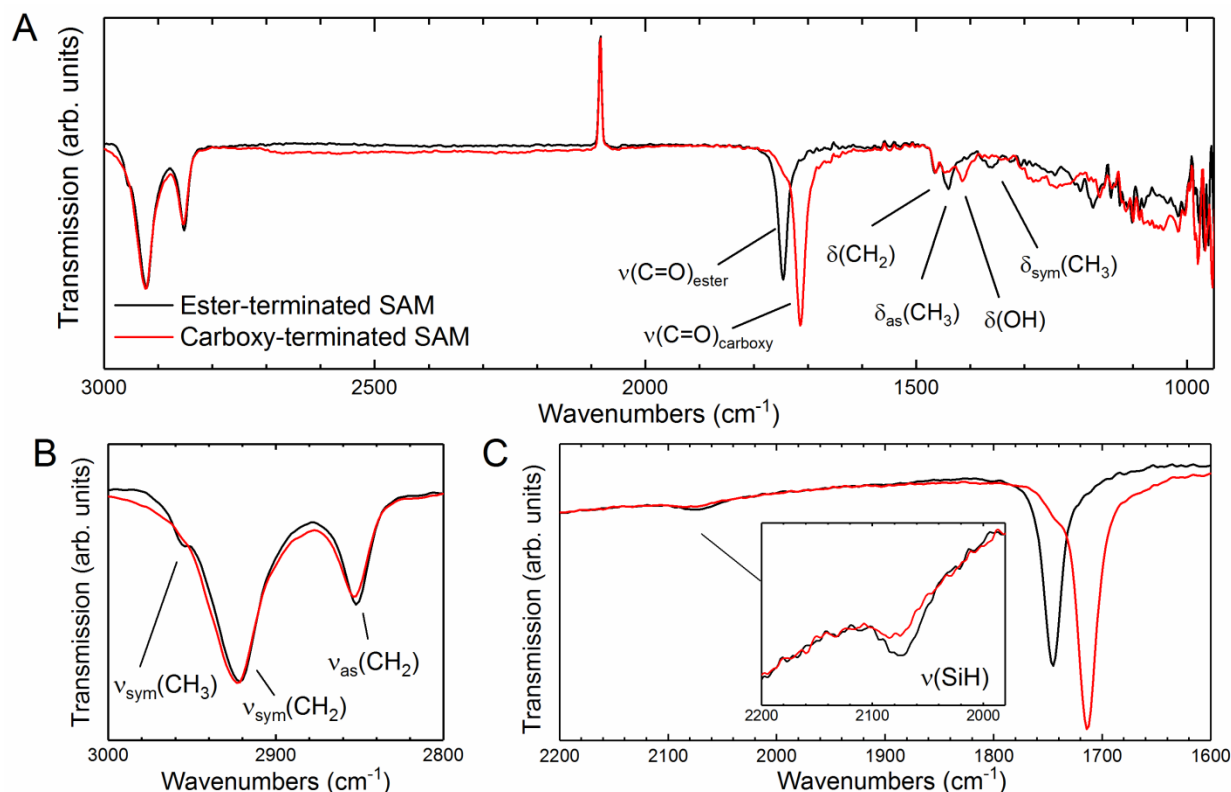 A
Transmission (arb. units)
ν(C=O)ester
ν(C=O)carboxy
δ(CH2)
δas(CH3)
δ(OH)
δsym(CH3)
Ester-terminated SAM
Carboxy-terminated SAM
3000 2500 2000 1500 1000
Wavenumbers (cm-1)
B
Transmission (arb. units)
νsym(CH3)
νsym(CH2)
νas(CH2)
3000 2900 2800
Wavenumbers (cm-1)
C
Transmission (arb. units)
ν(SiH)
2200 2100 2000
2200 2100 2000 1900 1800 1700 1600
Wavenumbers (cm-1)